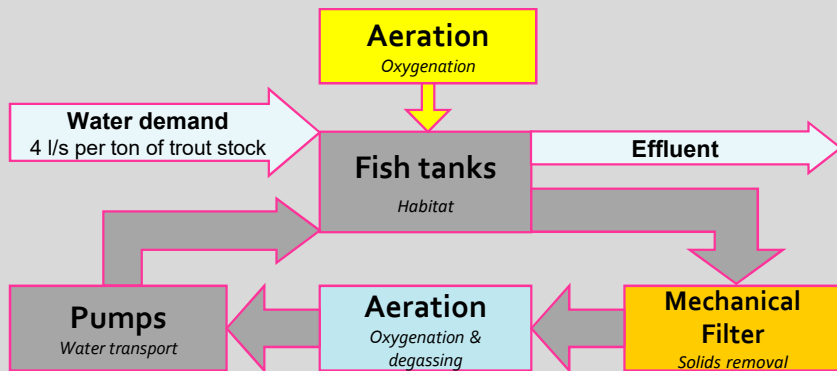 Aeration
Oxygenation
Water demand
4 l/s per ton of trout stock
Fish tanks
Habitat
Effluent
Pumps
Water transport
Aeration
Oxygenation &
degassing
Mechanical
Filter
Solids removal